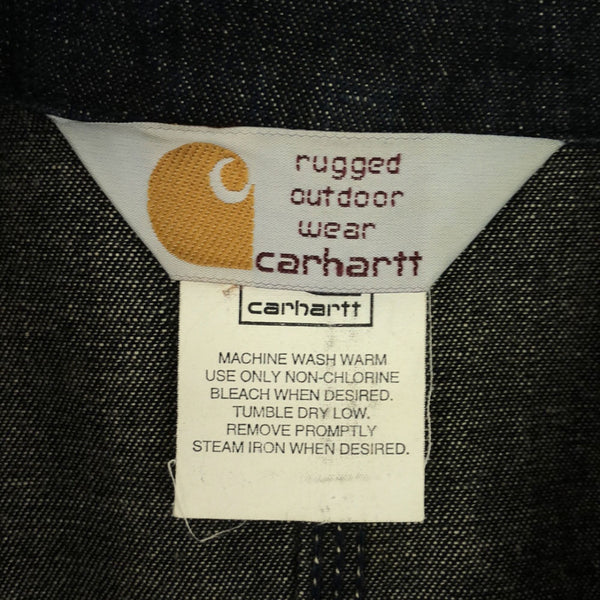 rugged
outdoor
wear
carhartt
carhartt
MACHINE WASH WARM
USE ONLY NON-CHLORINE
BLEACH WHEN DESIRED.
TUMBLE DRY LOW.
REMOVE PROMPTLY
STEAM IRON WHEN DESIRED.